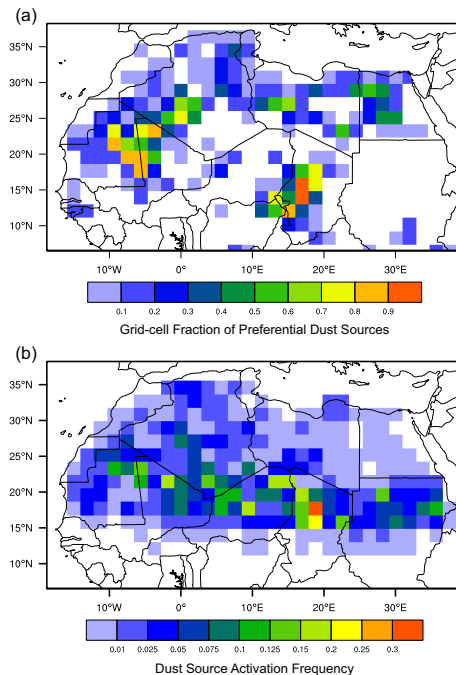 (a)
35°N
30°N
25°N
20°N
15°N
10°N
10°W 0° 10°E 20°E 30°E
0.1 0.2 0.3 0.4 0.5 0.6 0.7 0.8 0.9
Grid-cell Fraction of Preferential Dust Sources
(b)
35°N
30°N
25°N
20°N
15°N
10°N
10°W 0° 10°E 20°E 30°E
0.01 0.025 0.05 0.075 0.1 0.125 0.15 0.2 0.25 0.3
Dust Source Activation Frequency